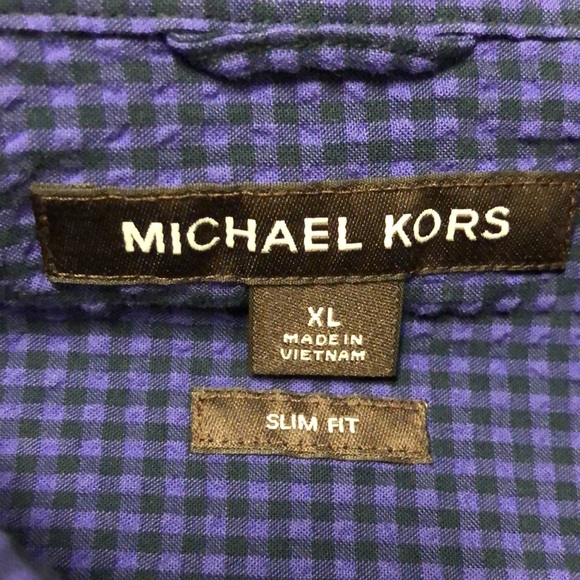 MICHAEL KORS
XL
MADE IN
VIETNAM
SLIM FIT